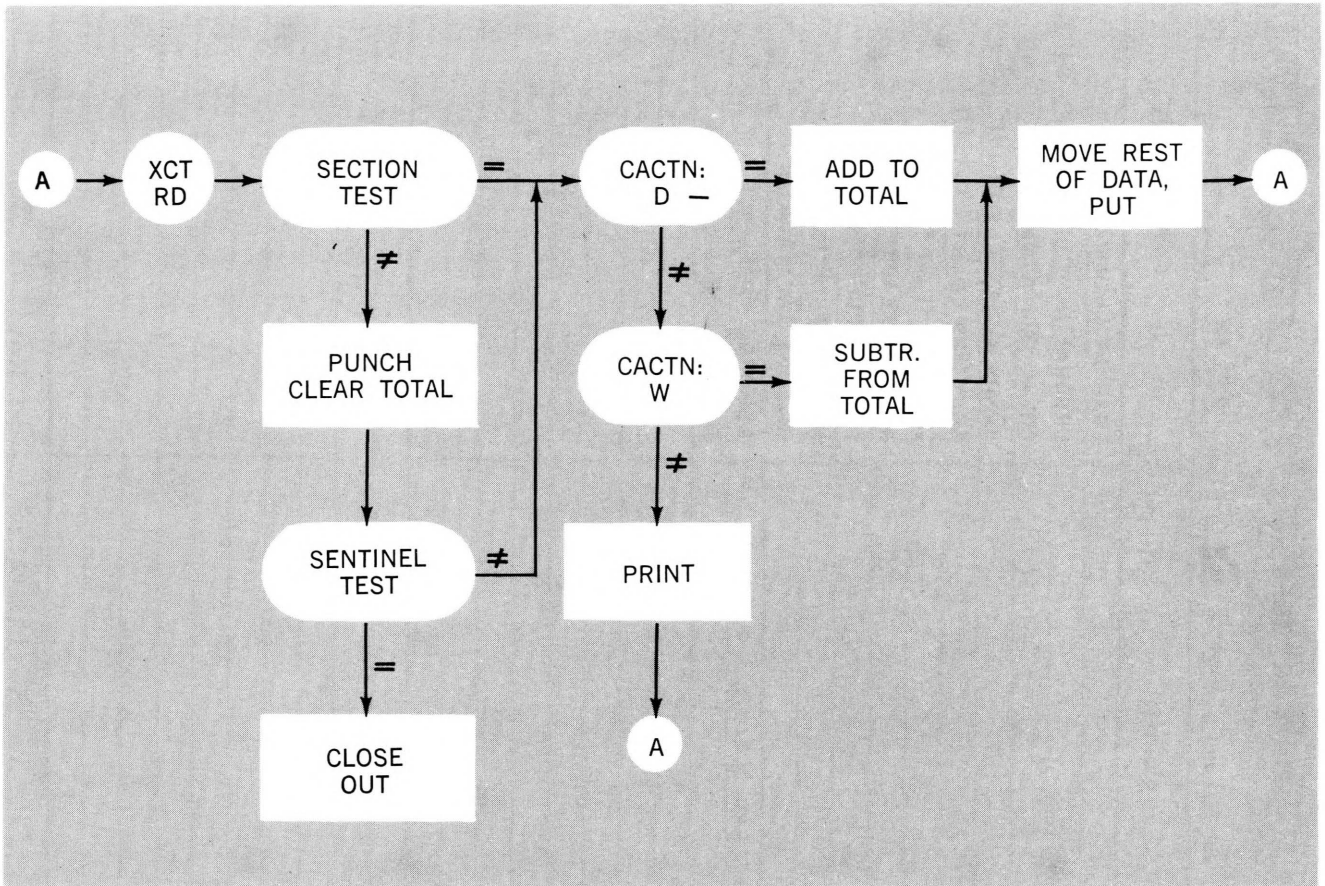 A
XCT
RD
SECTION
TEST
=
CACTN:
D —
=
ADD TO
TOTAL
MOVE REST
OF DATA,
PUT
A
≠
≠
PUNCH
CLEAR TOTAL
CACTN:
W
=
SUBTR.
FROM
TOTAL
≠
SENTINEL
TEST
≠
PRINT
=
CLOSE
OUT
A